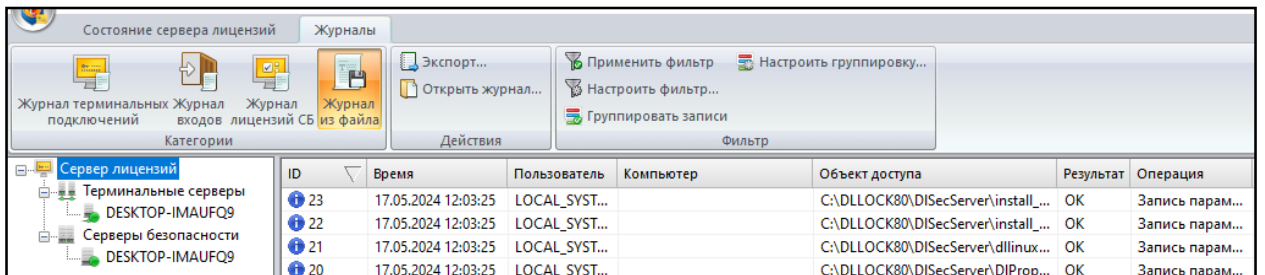 Состояние сервера лицензий Журналы
Экспорт... Применить фильтр Настроить группировку...
Открыть журнал... Настроить фильтр...
Журнал терминальных Журнал Журнал Журнал
подключений входов лицензий СБ из файла Группировать записи
Категории Действия Фильтр
Сервер лицензий ID Время Пользователь Компьютер Объект доступа Результат Операция
Терминальные серверы 23 17.05.2024 12:03:25 LOCAL_SYST... C:\DLLOCK80\DlSecServer\install_... OK Запись парам...
DESKTOP-IMAUFQ9 22 17.05.2024 12:03:25 LOCAL_SYST... C:\DLLOCK80\DlSecServer\install_... OK Запись парам...
Серверы безопасности 21 17.05.2024 12:03:25 LOCAL_SYST... C:\DLLOCK80\DlSecServer\dllinux... OK Запись парам...
DESKTOP-IMAUFQ9 20 17.05.2024 12:03:25 LOCAL_SYST... C:\DLLOCK80\DlSecServer\DlProp... OK Запись парам...